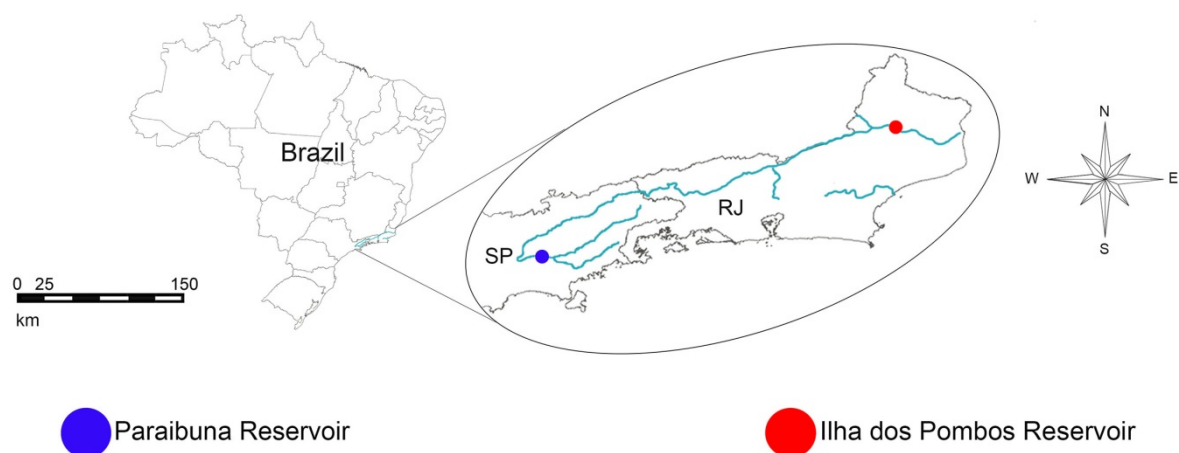 Brazil
0 25 150
km
SP
RJ
N
W E
S
Paraibuna Reservoir
Ilha dos Pombos Reservoir